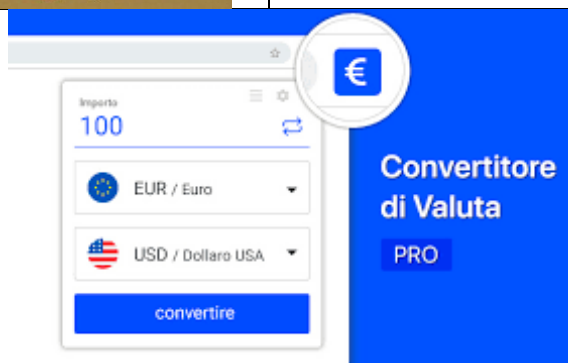 Importo
100
EUR / Euro
USD / Dollaro USA
convertire
€
Convertitore
di Valuta
PRO